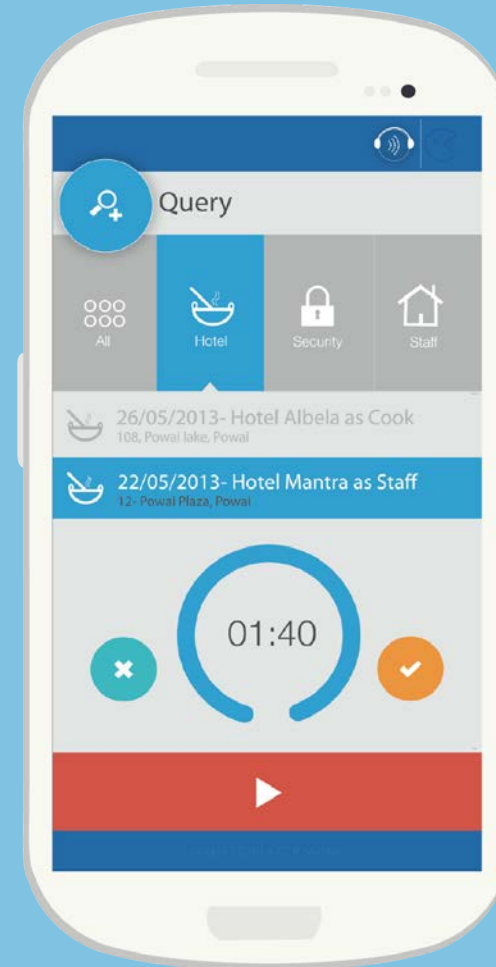 Query
All
Hotel
Security
Staff
26/05/2013- Hotel Albela as Cook
108, Powai lake, Powai
22/05/2013- Hotel Mantra as Staff
12- Powai Plaza, Powai
01:40